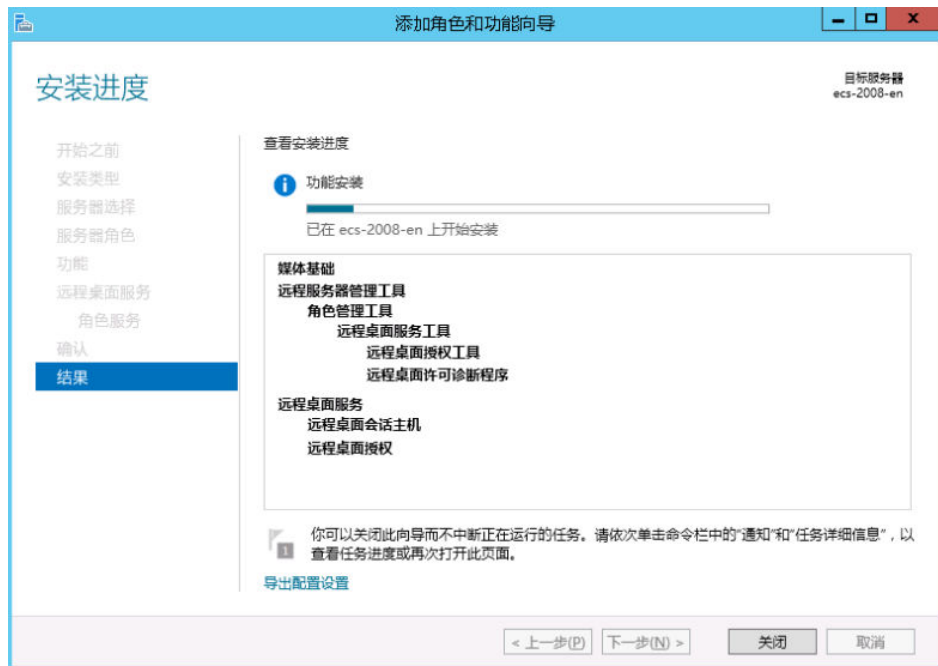 添加角色和功能向导
安装进度
目标服务器
ecs-2008-en
开始之前
安装类型
服务器选择
服务器角色
功能
远程桌面服务
角色服务
确认
结果
查看安装进度
功能安装
已在 ecs-2008-en 上开始安装
媒体基础
远程服务器管理工具
角色管理工具
远程桌面服务工具
远程桌面授权工具
远程桌面许可诊断程序
远程桌面服务
远程桌面会话主机
远程桌面授权
1
你可以关闭此向导而不中断正在运行的任务。请依次单击命令栏中的"通知"和"任务详细信息"，以
查看任务进度或再次打开此页面。
导出配置设置
< 上一步(P)
下一步(N) >
关闭
取消